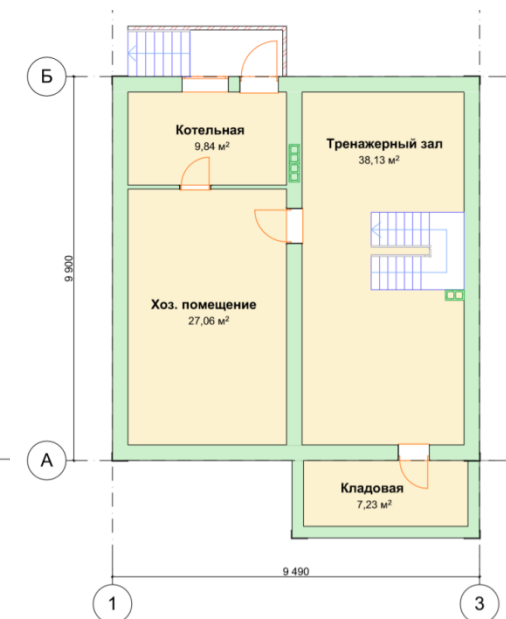 Б
Котельная
9,84 м²
Тренажерный зал
38,13 м²
9 900
Хоз. помещение
27,06 м²
А
Кладовая
7,23 м²
9 490
1
3